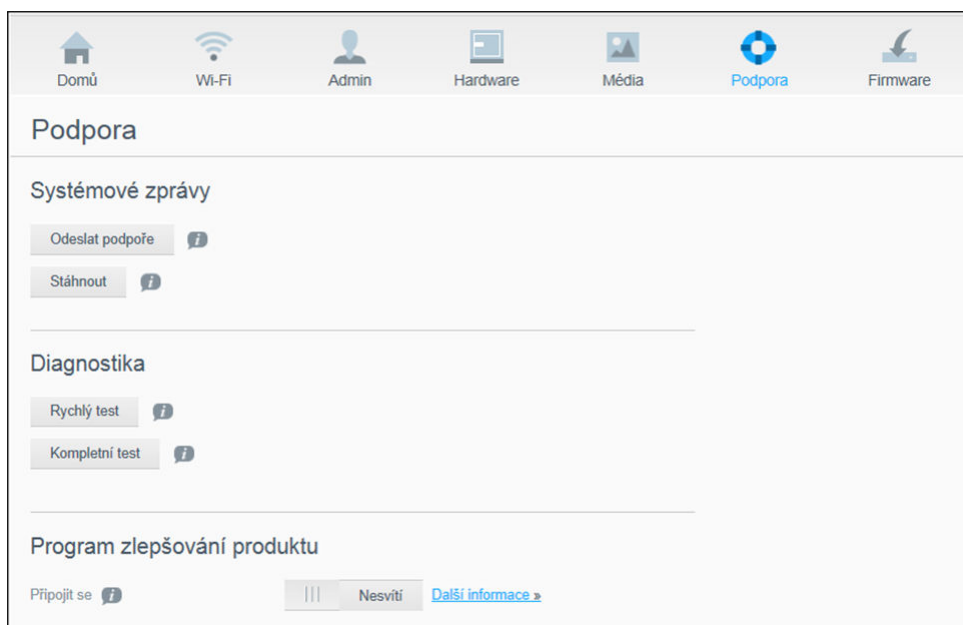 Domů Wi-Fi Admin Hardware Média Podpora Firmware
Podpora
Systémové zprávy
Odeslat podpoře
Stáhnout
Diagnostika
Rychlý test
Kompletní test
Program zlepšování produktu
Připojit se Nesvítí Další informace »